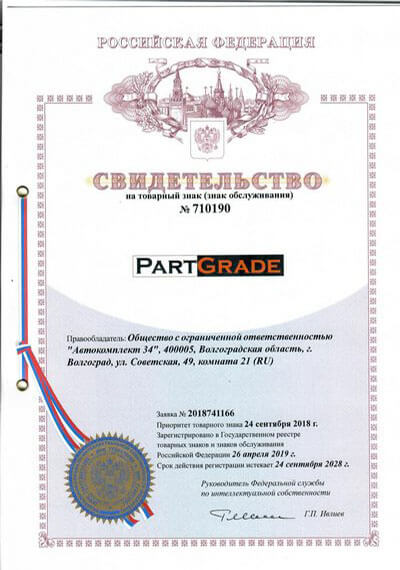 РОССИЙСКАЯ ФЕДЕРАЦИЯ
СВИДЕТЕЛЬСТВО
на товарный знак (знак обслуживания)
№ 710190
PARTGRADE
Правообладатель: Общество с ограниченной ответственностью
"Автокомплект 34", 400005, Волгоградская область, г.
Волгоград, ул. Советская, 49, комната 21 (RU)
Заявка № 2018741166
Приоритет товарного знака 24 сентября 2018 г.
Зарегистрировано в Государственном реестре
товарных знаков и знаков обслуживания
Российской Федерации 26 апреля 2019 г.
Срок действия регистрации истекает 24 сентября 2028 г.
Руководитель Федеральной службы
по интеллектуальной собственности
Г.П. Ивлиев